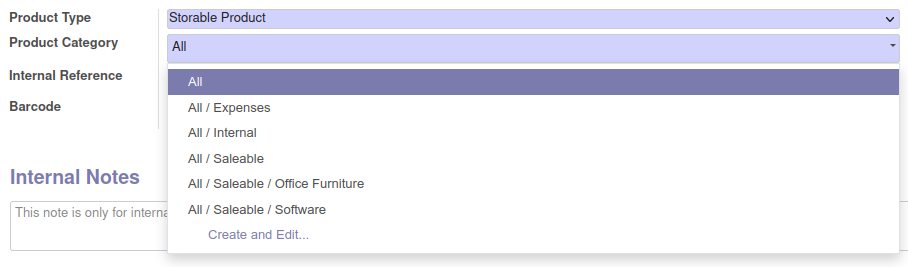 Product Type Storable Product
Product Category All
Internal Reference
All
Barcode
All / Expenses
All / Internal
All / Saleable
All / Saleable / Office Furniture
All / Saleable / Software
Create and Edit...
Internal Notes
This note is only for